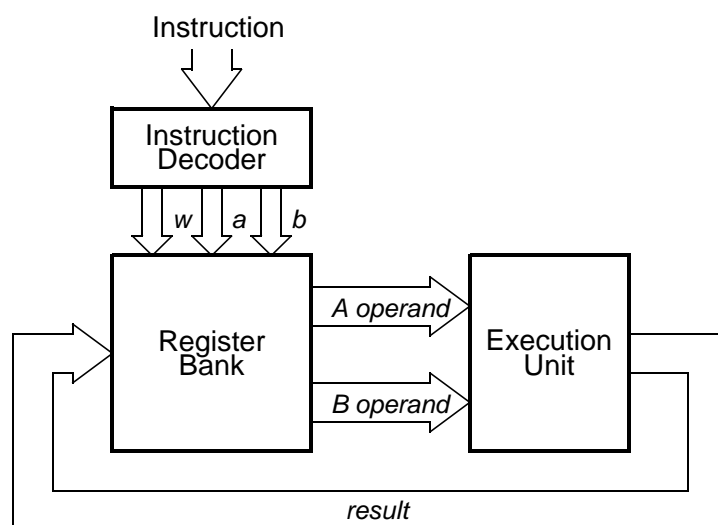 Instruction
Instruction
Decoder
w
a
b
A operand
Register
Bank
Execution
Unit
B operand
result